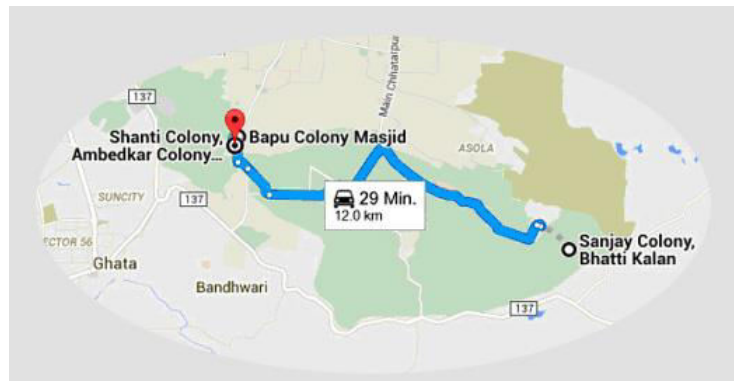 137
Shanti Colony,
Ambedkar Colony...
Bapu Colony Masjid
Main Chhatarpur
ASOLA
SUNCITY
137
29 Min.
12.0 km
ECTOR 56
Ghata
Bandhwari
Sanjay Colony,
Bhatti Kalan
137